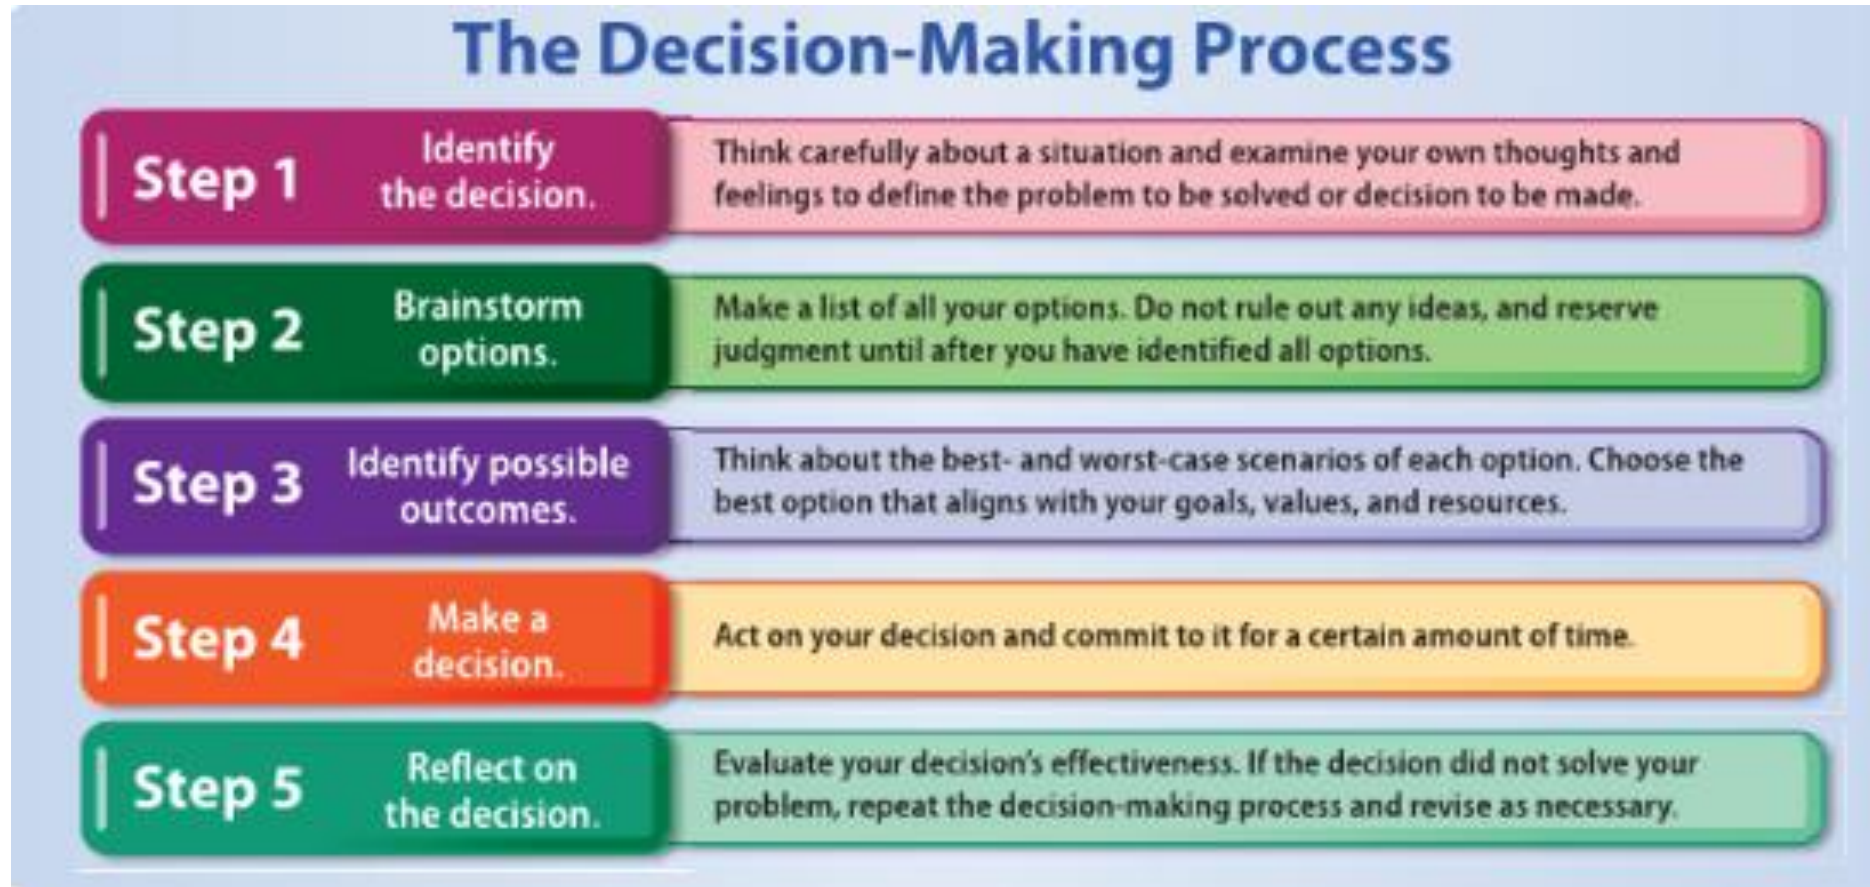 The Decision-Making Process
Step 1
Identify
the decision.
Think carefully about a situation and examine your own thoughts and
feelings to define the problem to be solved or decision to be made.
Step 2
Brainstorm
options.
Make a list of all your options. Do not rule out any ideas, and reserve
judgment until after you have identified all options.
Step 3
Identify possible
outcomes.
Think about the best- and worst-case scenarios of each option. Choose the
best option that aligns with your goals, values, and resources.
Step 4
Make a
decision.
Act on your decision and commit to it for a certain amount of time.
Step 5
Reflect on
the decision.
Evaluate your decision's effectiveness. If the decision did not solve your
problem, repeat the decision-making process and revise as necessary.